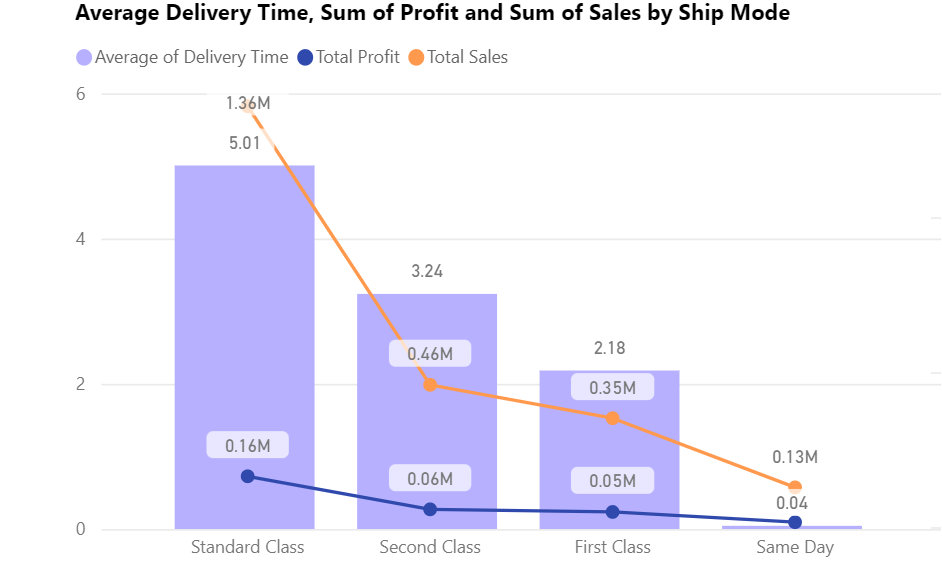 Average Delivery Time, Sum of Profit and Sum of Sales by Ship Mode
Average of Delivery Time Total Profit Total Sales
6
1.36M
5.01
4
3.24
0.46M
2.18
2
0.35M
0.16M
0.06M
0.05M
0.13M
0.04
0
Standard Class Second Class First Class Same Day